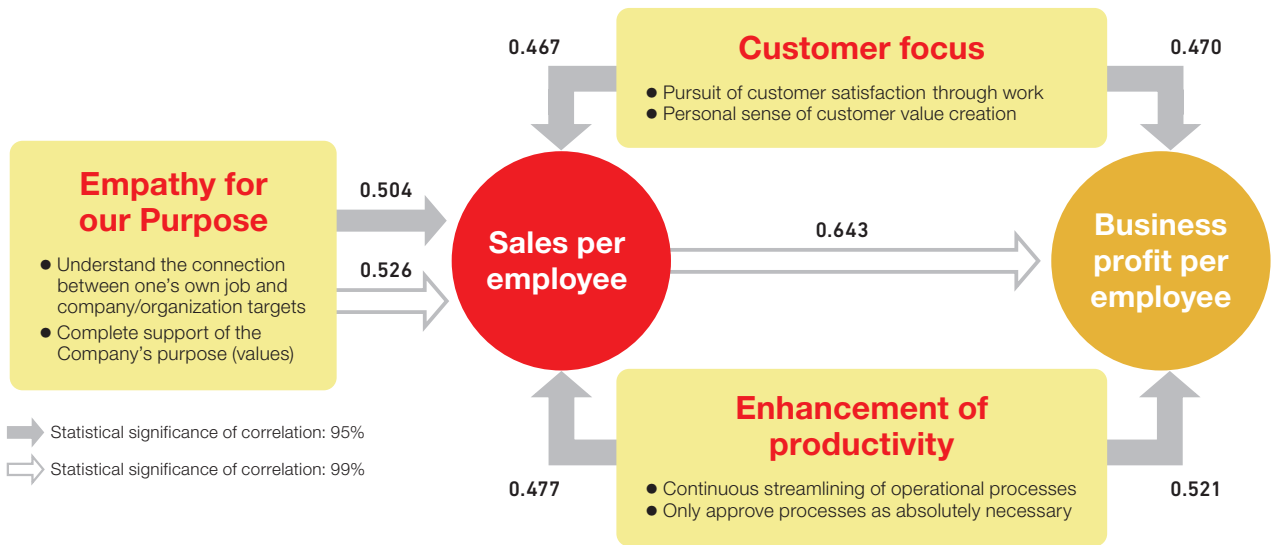 0.467
Customer focus
0.470
● Pursuit of customer satisfaction through work
● Personal sense of customer value creation
Empathy for
our Purpose
● Understand the connection
between one's own job and
company/organization targets
● Complete support of the
Company's purpose (values)
0.504
0.526
Sales per
employee
0.643
Business
profit per
employee
Enhancement of
productivity
● Continuous streamlining of operational processes
● Only approve processes as absolutely necessary
0.477
0.521
Statistical significance of correlation: 95%
Statistical significance of correlation: 99%